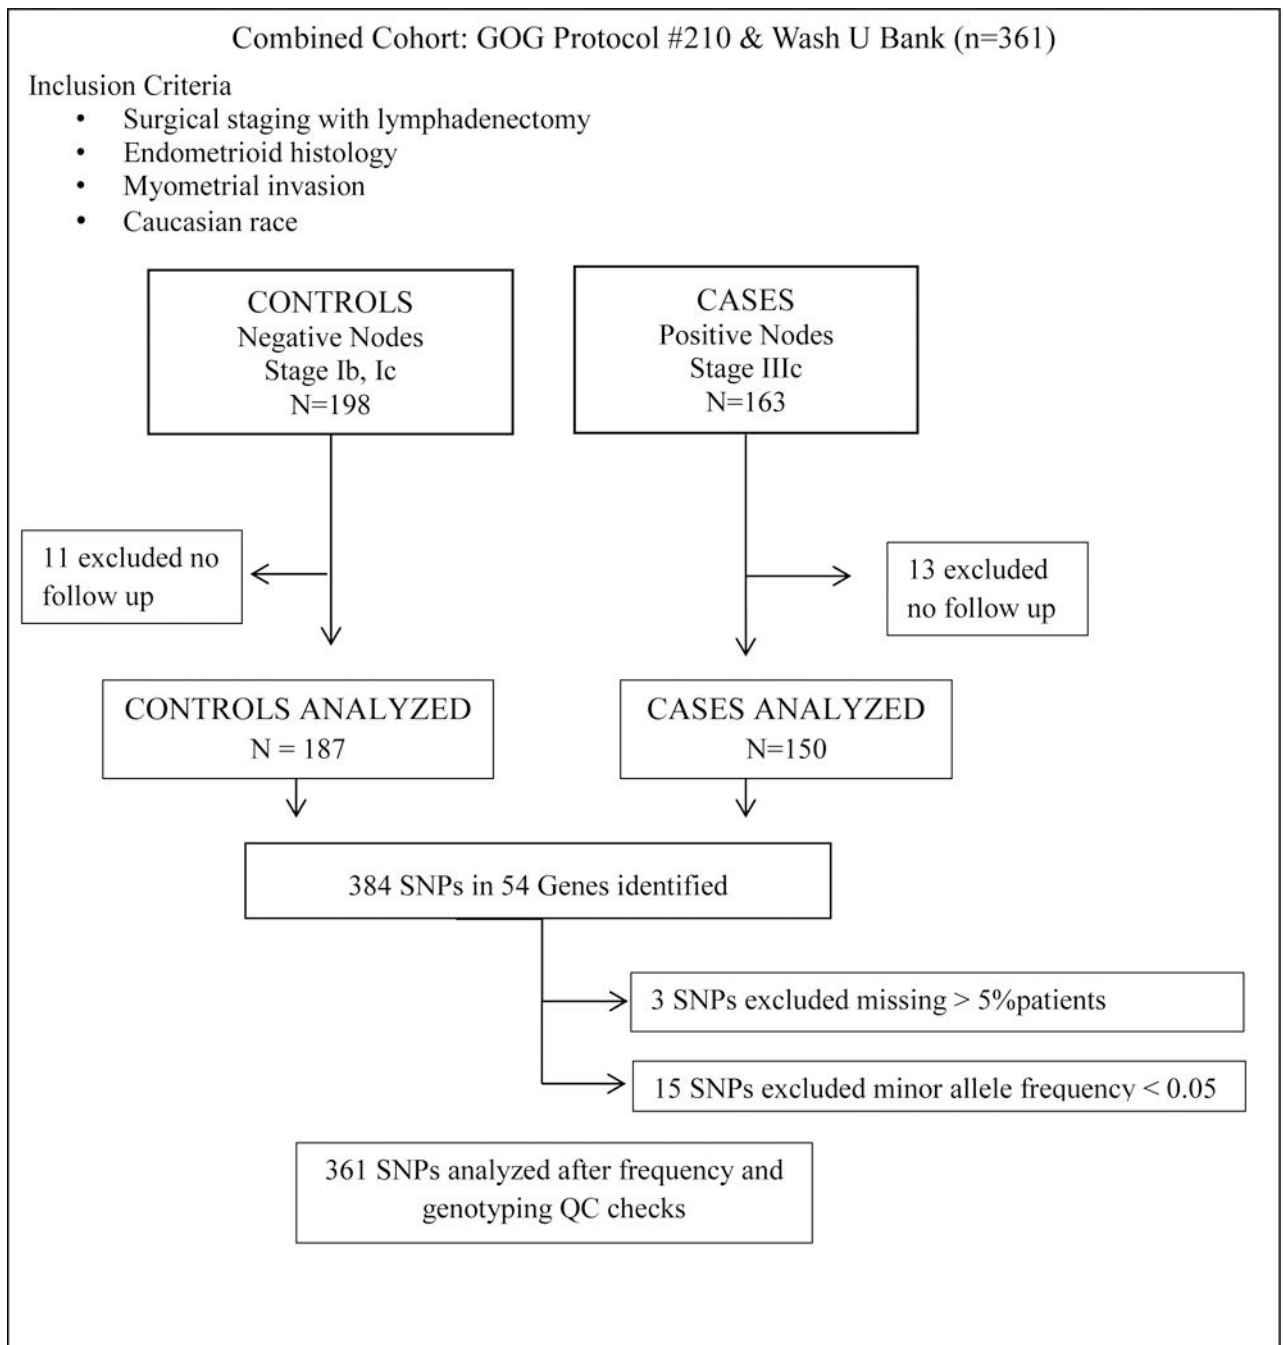 Combined Cohort: GOG Protocol #210 & Wash U Bank (n=361)
Inclusion Criteria
• Surgical staging with lymphadenectomy
• Endometrioid histology
• Myometrial invasion
• Caucasian race
CONTROLS
Negative Nodes
Stage Ib, Ic
N=198
CASES
Positive Nodes
Stage IIIc
N=163
11 excluded no
follow up
13 excluded
no follow up
CONTROLS ANALYZED
N = 187
CASES ANALYZED
N=150
384 SNPs in 54 Genes identified
3 SNPs excluded missing > 5%patients
15 SNPs excluded minor allele frequency < 0.05
361 SNPs analyzed after frequency and
genotyping QC checks